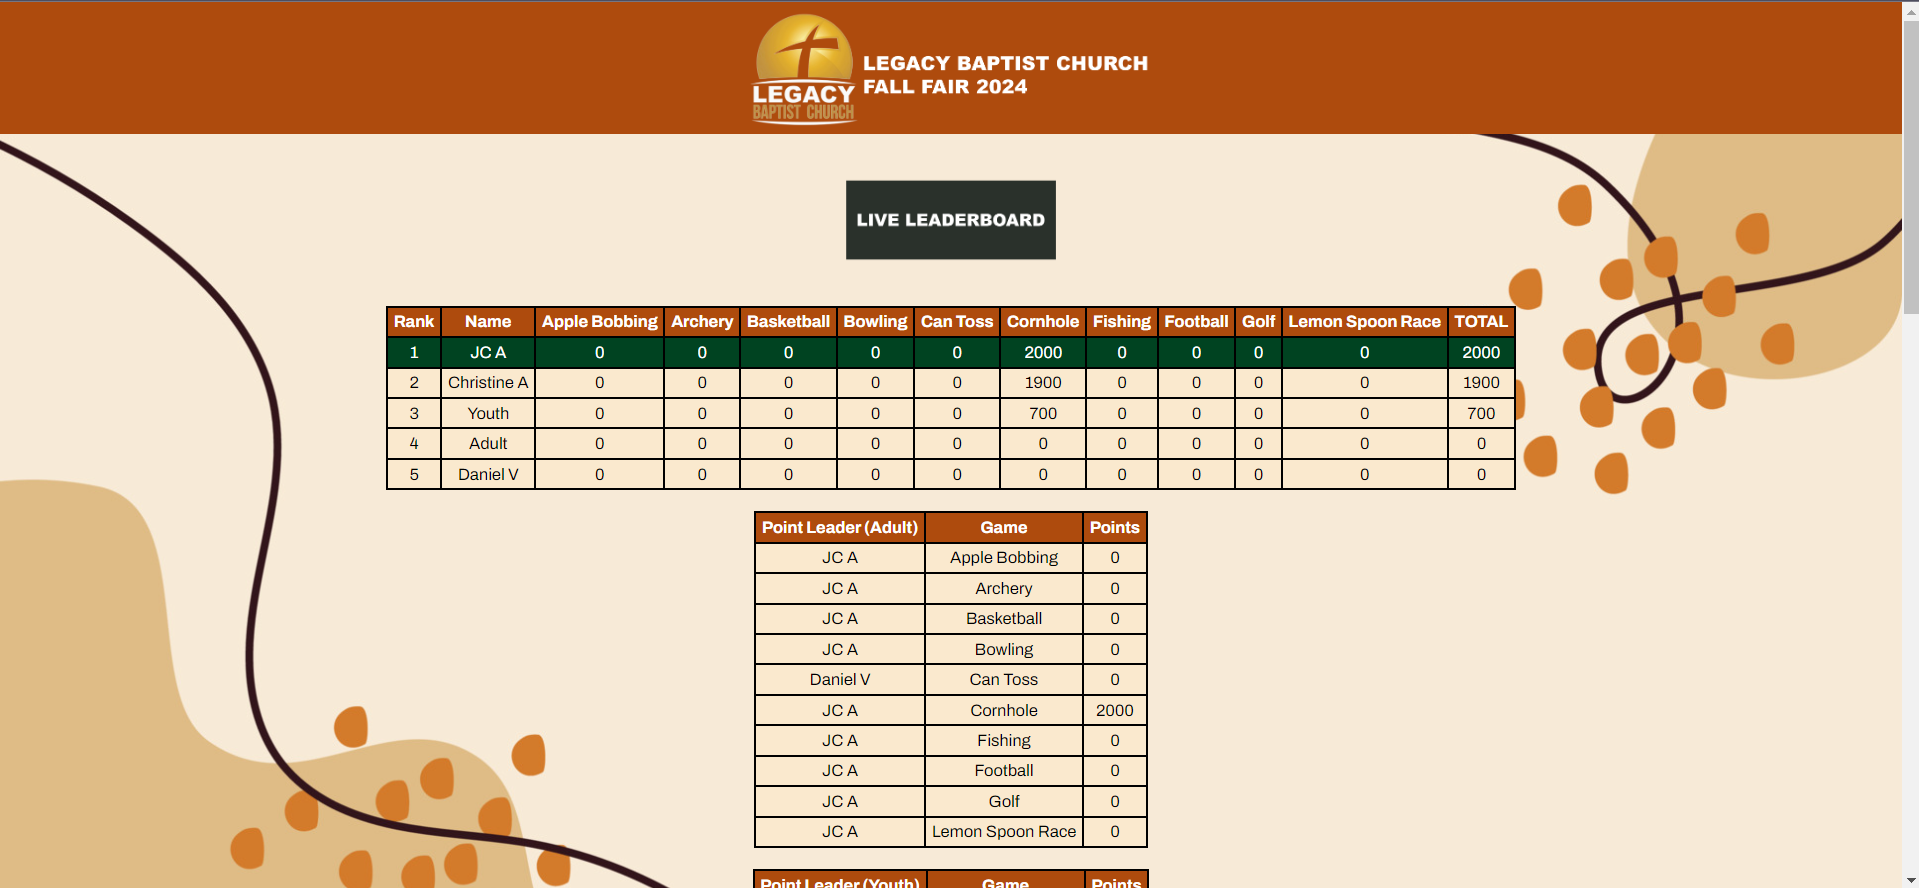 LEGACY
BAPTIST CHURCH
LEGACY BAPTIST CHURCH
FALL FAIR 2024
LIVE LEADERBOARD
Rank Name Apple Bobbing Archery Basketball Bowling Can Toss Cornhole Fishing Football Golf Lemon Spoon Race TOTAL
1 JC A 0 0 0 0 0 2000 0 0 0 0 2000
2 Christine A 0 0 0 0 0 1900 0 0 0 0 1900
3 Youth 0 0 0 0 0 700 0 0 0 0 700
4 Adult 0 0 0 0 0 0 0 0 0 0 0
5 Daniel V 0 0 0 0 0 0 0 0 0 0 0
Point Leader (Adult) Game Points
JC A Apple Bobbing 0
JC A Archery 0
JC A Basketball 0
JC A Bowling 0
Daniel V Can Toss 0
JC A Cornhole 2000
JC A Fishing 0
JC A Football 0
JC A Golf 0
JC A Lemon Spoon Race 0
Point Leader (Youth) Game Points